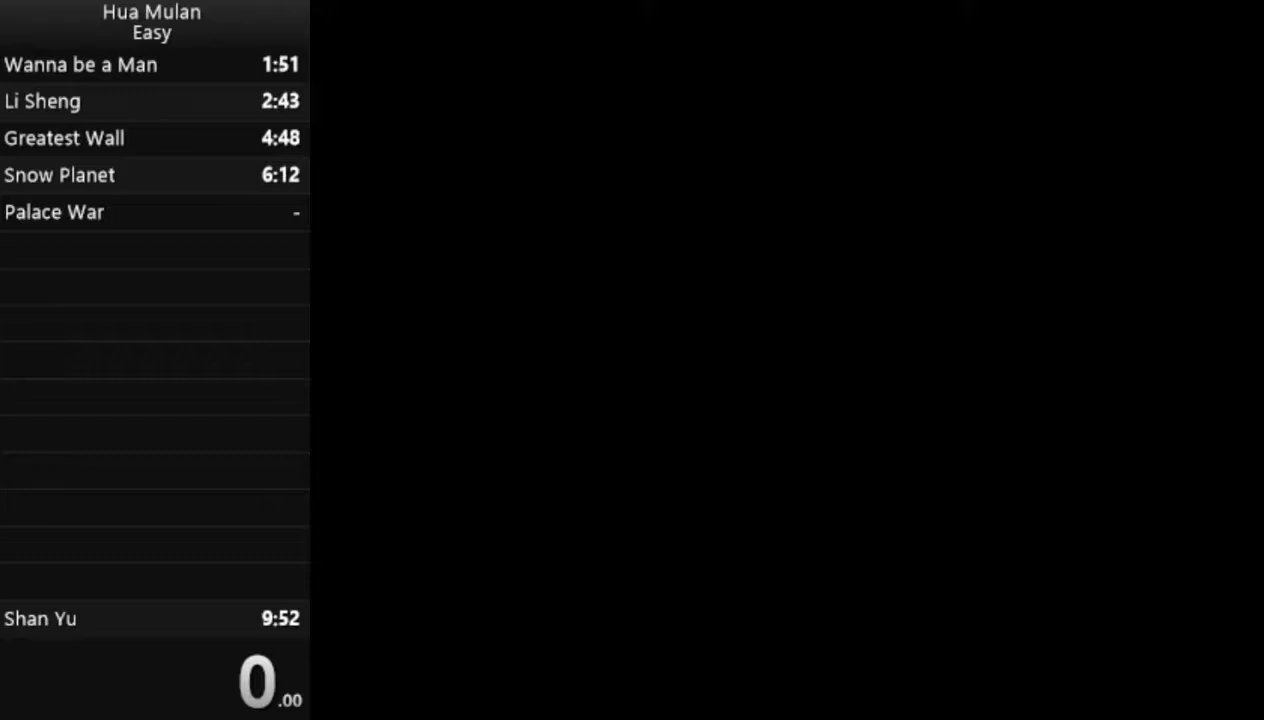 Hua Mulan
Easy
Wanna be a Man 1:51
Li Sheng 2:43
Greatest Wall 4:48
Snow Planet 6:12
Palace War -
Shan Yu 9:52
0.00